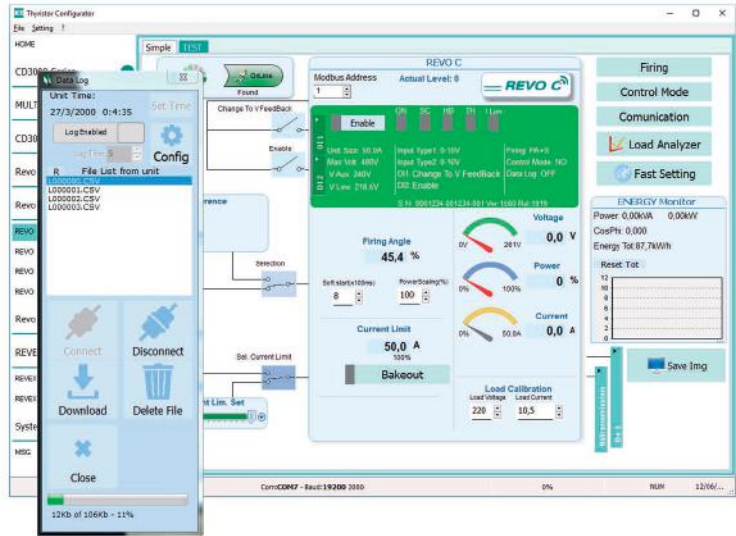 Thyristor Configurator
File Setting ?
HOME
CD3000
MULT
CD30
Revo
Revo
REVO
REVO
REVO
REVO
Revo
REVE
REVEX
REVEX
Syste
MSG
Data Log
Unit Time:
27/3/2000 0:4:35
Set Time
Log Enabled
Log Time 5
Config
R File List from unit
L000000.CSV
L000001.CSV
L000002.CSV
L000003.CSV
Connect
Disconnect
Download
Delete File
Close
12Kb of 106Kb - 11%
Simple TEST
OnLine
Found
Change To V FeedBack
Enable
rence
Selection
Sel. Current Limit
nt Lim. Set
REVO C
Modbus Address
1
Actual Level: 0
REVO C
Enable
ON SC HB TH I Lim
DI1
DI2
Unit Size: 50.0A
Max Volt 480V
V Aux: 240V
V Line: 218.6V
Input Type1: 0-10V
Input Type2: 0-10V
DI1: Change To V FeedBack
DI2: Enable
Firing: PA+S
Control Mode: NO
Data Log: OFF
Firing Angle
45,4 %
Soft start(x100ms)
8
PowerScaling(%)
100
Current Limit
50,0 A
100%
Bakeout
Voltage
0V 261V
0,0 V
Power
0% 100%
0 %
Current
0% 50.0A
0,0 A
Load Calibration
Load Voltage Load Current
220 10,5
Retransmission
Firing
Control Mode
Comunication
Load Analyzer
Fast Setting
ENERGY Monitor
Power: 0,00kVA 0,00kW
CosPhi: 0,000
Energy Tot:87,7kW/h
Reset Tot
12
10
8
6
4
2
0
Save Img
COM7 - Baud:19200
0%
NUM
12/06/...